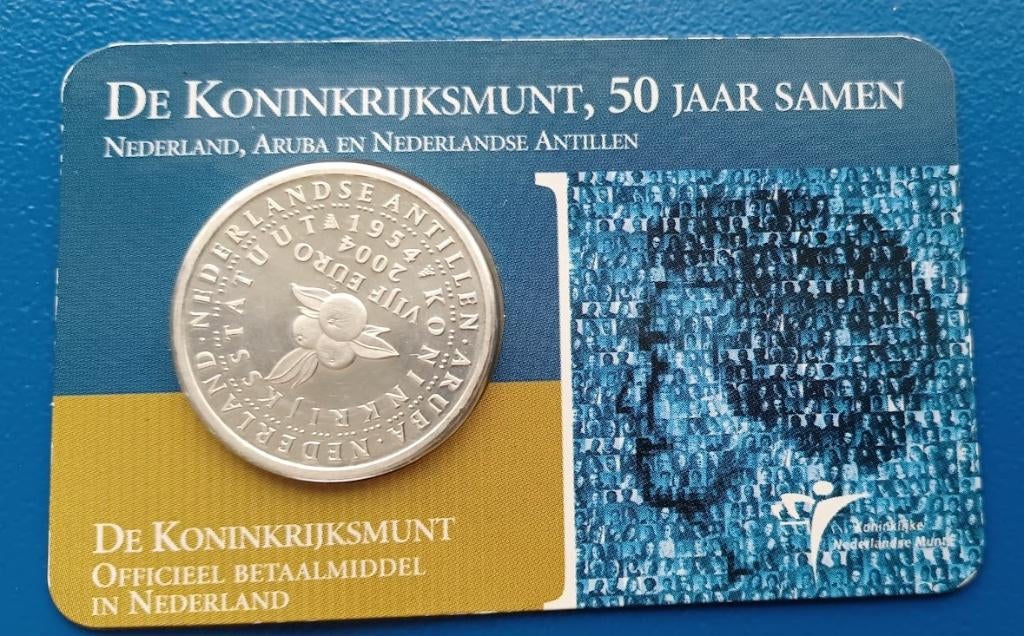 DE KONINKRIJKSMUNT, 50 JAAR SAMEN
NEDERLAND, ARUBA EN NEDERLANDSE ANTILLEN
NEDERLAND · NEDERLANDSE ANTILLEN · ARUBA ·
KONINKRIJKSSTATUUT
1954
2004
VIJF EURO
Koninklijke
Nederlandse Munt
DE KONINKRIJKSMUNT
OFFICIEEL BETAALMIDDEL
IN NEDERLAND